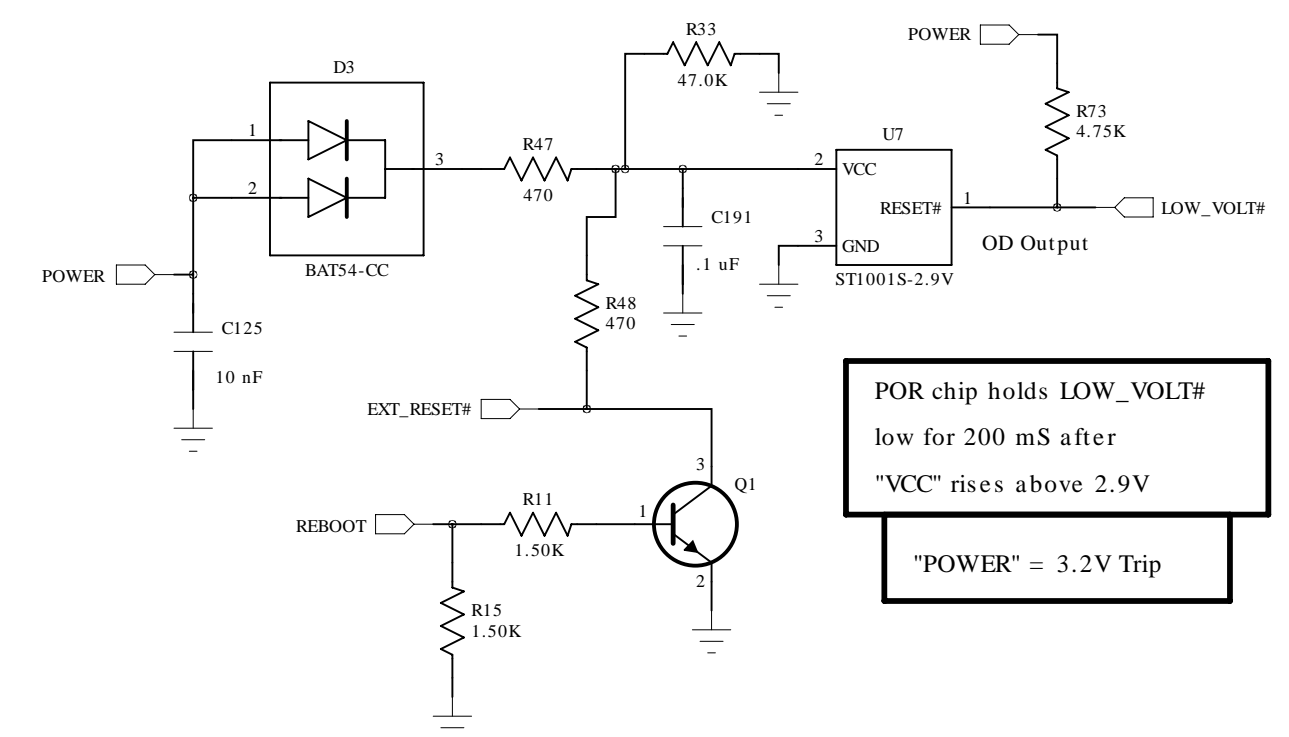 R33
47.0K
POWER
D3
R73
4.75K
1
2
3
R47
470
U7
2
VCC
RESET#
1
LOW_VOLT#
3
GND
OD Output
C191
.1 uF
ST1001S-2.9V
BAT54-CC
POWER
R48
470
C125
10 nF
EXT_RESET#
POR chip holds LOW_VOLT#
low for 200 mS after
"VCC" rises above 2.9V
"POWER" = 3.2V Trip
3
Q1
REBOOT
R11
1.50K
1
2
R15
1.50K